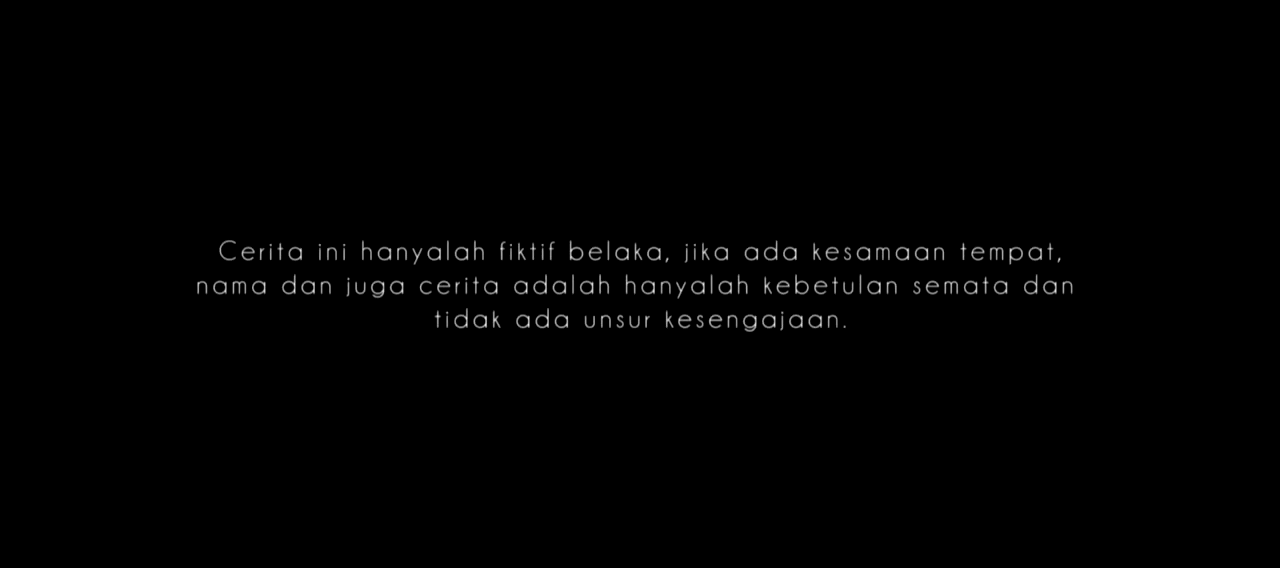 Cerita ini hanyalah fiktif belaka, jika ada kesamaan tempat,
nama dan juga cerita adalah hanyalah kebetulan semata dan
tidak ada unsur kesengajaan.